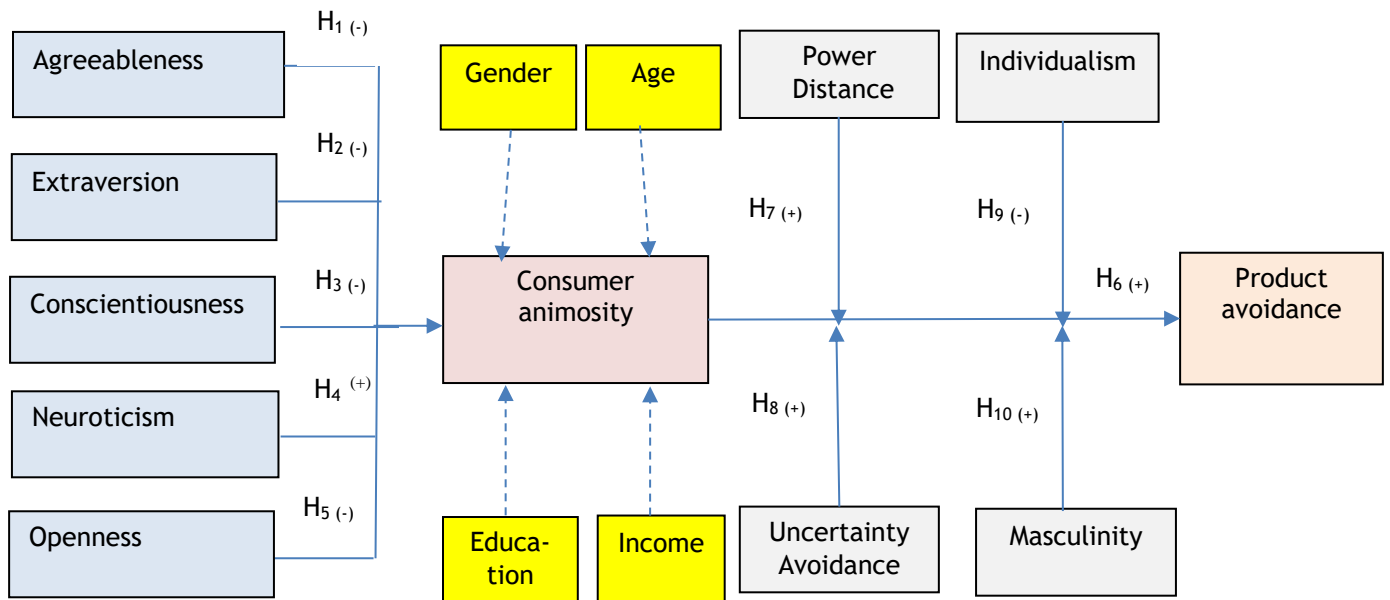 Agreeableness
H1 (-)
Extraversion
H2 (-)
Conscientiousness
H3 (-)
Neuroticism
H4 (+)
Openness
H5 (-)
Gender
Age
Consumer
animosity
Educa-
tion
Income
Power
Distance
Individualism
H7 (+)
H9 (-)
H6 (+)
H8 (+)
H10 (+)
Uncertainty
Avoidance
Masculinity
Product
avoidance